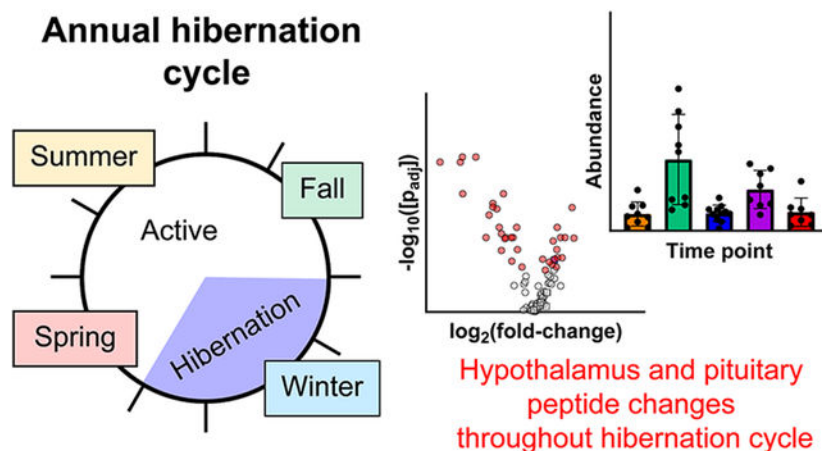 Annual hibernation
cycle
Summer
Fall
Active
Spring
Hibernation
Winter
-log10([padj])
log2(fold-change)
Abundance
Time point
Hypothalamus and pituitary
peptide changes
throughout hibernation cycle